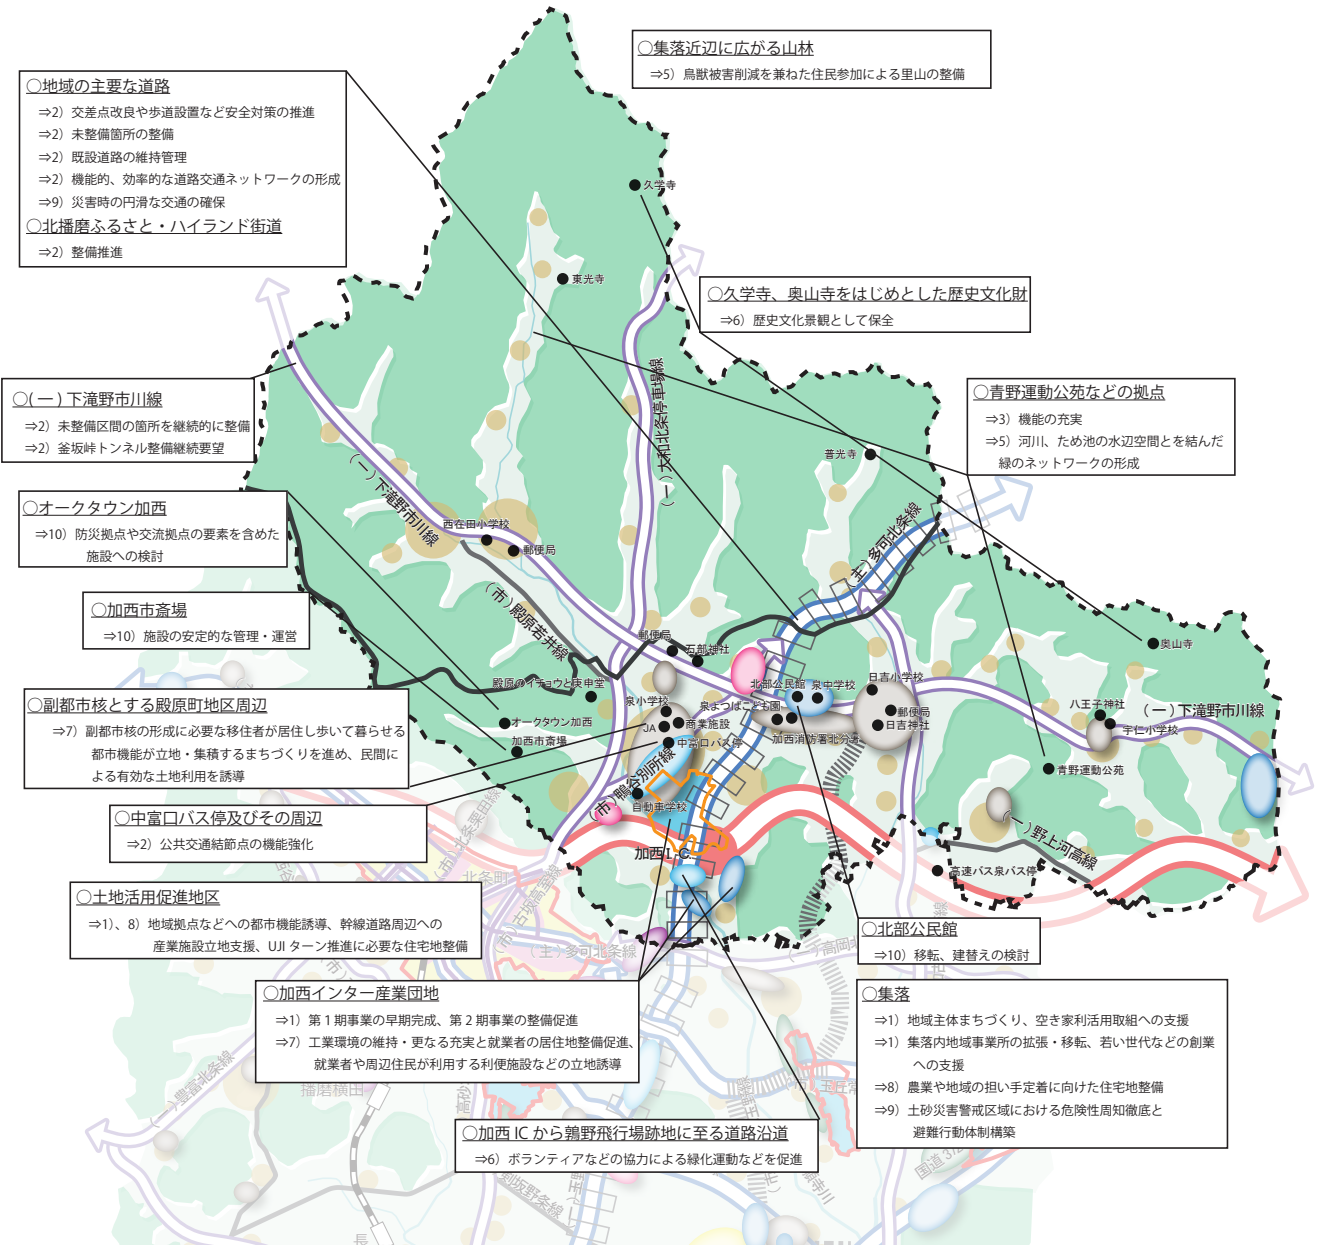 ○集落近辺に広がる山林
⇒5）鳥獣被害削減を兼ねた住民参加による里山の整備
○地域の主要な道路
⇒2）交差点改良や歩道設置など安全対策の推進
⇒2）未整備箇所の整備
⇒2）既設道路の維持管理
⇒2）機能的、効率的な道路交通ネットワークの形成
⇒9）災害時の円滑な交通の確保
○北播磨ふるさと・ハイランド街道
⇒2）整備推進
久学寺
東光寺
○久学寺、奥山寺をはじめとした歴史文化財
⇒6）歴史文化景観として保全
○(一)下滝野市川線
⇒2）未整備区間の箇所を継続的に整備
⇒2）釜坂峠トンネル整備継続要望
○青野運動公苑などの拠点
⇒3）機能の充実
⇒5）河川、ため池の水辺空間とを結んだ
緑のネットワークの形成
(一)大和北条停車場線
普光寺
(一)下滝野市川線
(主)多可北条線
○オークタウン加西
⇒10）防災拠点や交流拠点の要素を含めた
施設への検討
西在田小学校
郵便局
(市)殿原若井線
○加西市斎場
⇒10）施設の安定的な管理・運営
郵便局
石部神社
奥山寺
殿原のイチョウと庚申堂
北部公民館
泉中学校
日吉小学校
○副都市核とする殿原町地区周辺
⇒7）副都市核の形成に必要な移住者が居住し歩いて暮らせる
都市機能が立地・集積するまちづくりを進め、民間に
よる有効な土地利用を誘導
泉小学校
泉よつばこども園
郵便局
八王子神社
(一)下滝野市川線
オークタウン加西
JA
商業施設
日吉神社
宇仁小学校
加西市斎場
中富口バス停
加西消防署北分署
青野運動公苑
(市)鴨谷別所線
自動車学校
○中富口バス停及びその周辺
⇒2）公共交通結節点の機能強化
加西I.C.
(一)野上河高線
高速バス泉バス停
(市)北条栗田線
北条町
(市)古坂高室線
○土地活用促進地区
⇒1）、8）地域拠点などへの都市機能誘導、幹線道路周辺への
産業施設立地支援、UJIターン推進に必要な住宅地整備
(主)多可北条線
○北部公民館
⇒10）移転、建替えの検討
○加西インター産業団地
⇒1）第1期事業の早期完成、第2期事業の整備促進
⇒7）工業環境の維持・更なる充実と就業者の居住地整備促進、
就業者や周辺住民が利用する利便施設などの立地誘導
○集落
⇒1）地域主体まちづくり、空き家利活用取組への支援
⇒1）集落内地域事業所の拡張・移転、若い世代などの創業
への支援
⇒8）農業や地域の担い手定着に向けた住宅地整備
⇒9）土砂災害警戒区域における危険性周知徹底と
避難行動体制構築
(一)豊富北条線
播磨横田
○加西ICから鶉野飛行場跡地に至る道路沿道
⇒6）ボランティアなどの協力による緑化運動などを促進